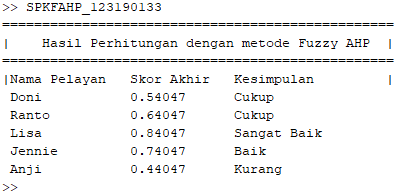 >> SPKFAHP_123190133
==================================================
|    Hasil Perhitungan dengan metode Fuzzy AHP  |
==================================================
|Nama Pelayan   Skor Akhir   Kesimpulan         |
Doni            0.54047      Cukup
Ranto           0.64047      Cukup
Lisa            0.84047      Sangat Baik
Jennie          0.74047      Baik
Anji            0.44047      Kurang
>>